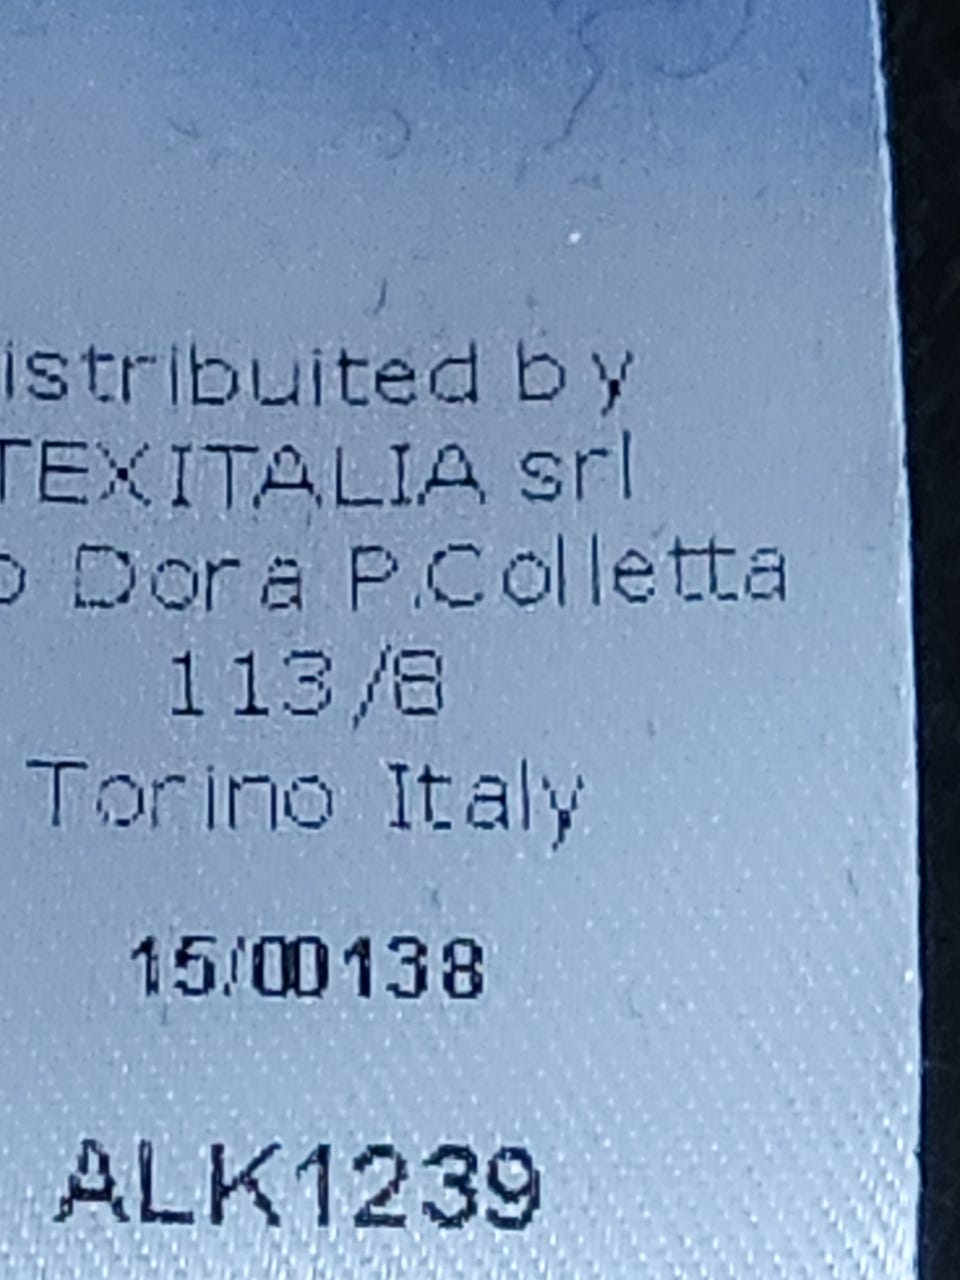 istribuited by
TEXITALIA srl
o Dora P.Colletta
113/8
Torino Italy
15/00138
ALK1239